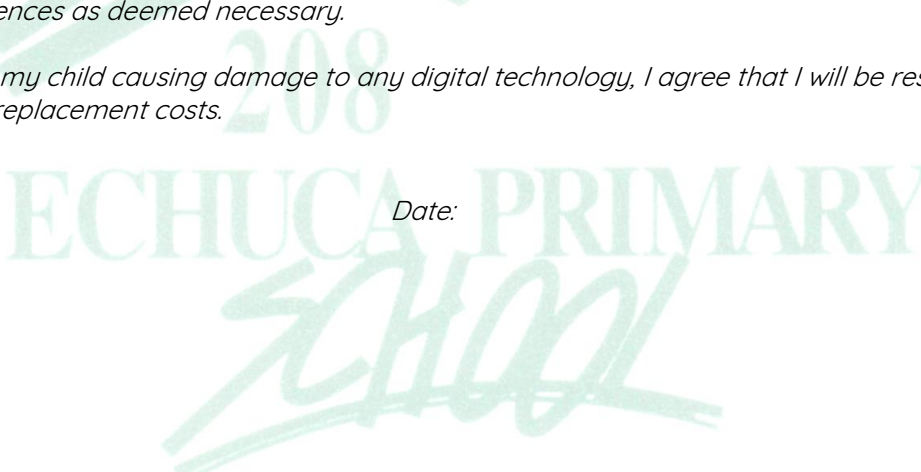 ences as deemed necessary.
my child causing damage to any digital technology, I agree that I will be res
replacement costs.
208
ECHUCA PRIMARY
Date:
SCHOOL